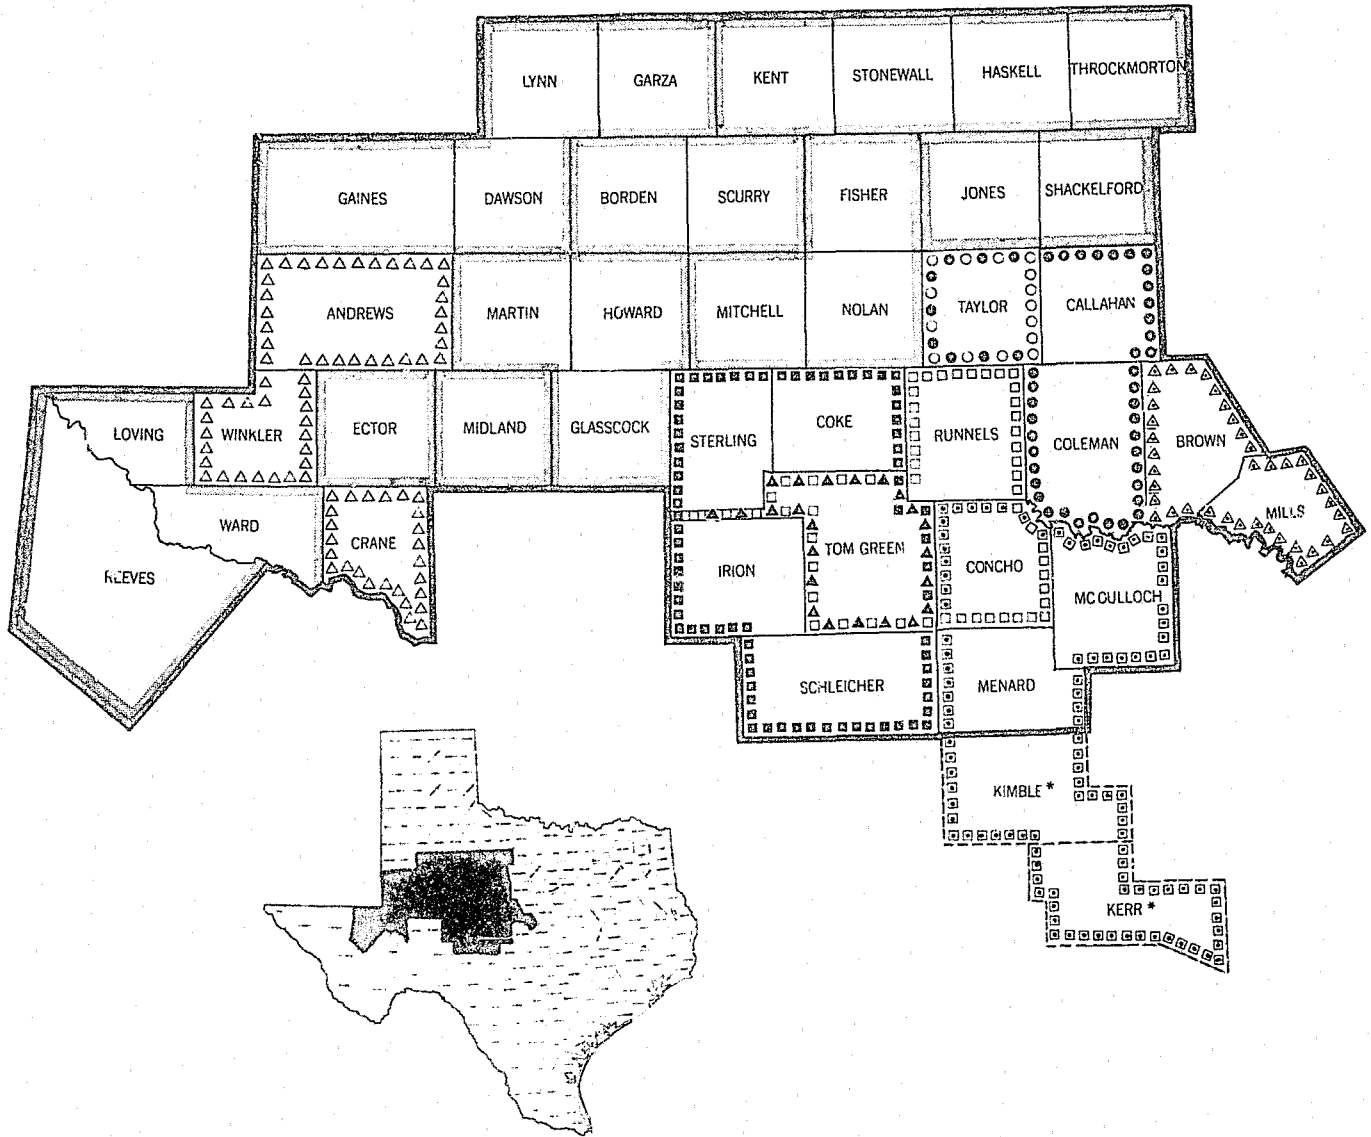 LYNN GARZA KENT STONEWALL HASKELL THROCKMORTON
GAINES DAWSON BORDEN SCURRY FISHER JONES SHACKELFORD
ANDREWS MARTIN HOWARD MITCHELL NOLAN TAYLOR CALLAHAN
LOVING WINKLER ECTOR MIDLAND GLASSCOCK STERLING COKE RUNNELS COLEMAN BROWN
WARD CRANE MILLS
REEVES IRION TOM GREEN CONCHO MC CULLOCH
SCHLEICHER MENARD
KIMBLE *
KERR *